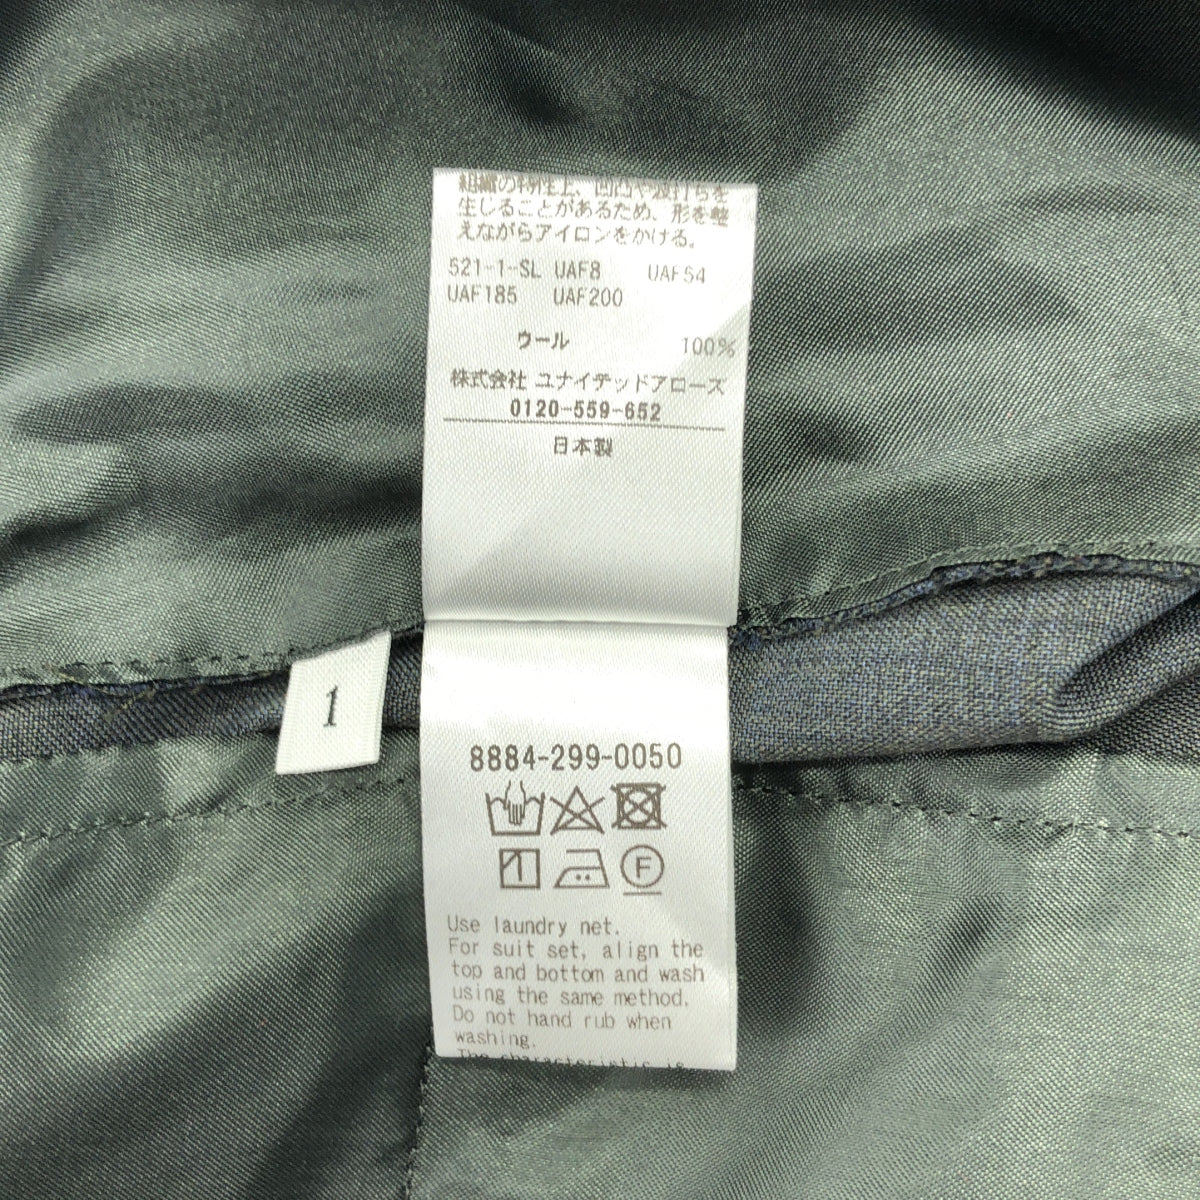 組織の特性上、凹凸や波打ちを
生じることがあるため、形を整
えながらアイロンをかける。
521-1-SL UAF8 UAF54
UAF185 UAF200
ウール 100%
株式会社 ユナイテッドアローズ
0120-559-652
日本製
1
8884-299-0050
F
Use laundry net.
For suit set, align the
top and bottom and wash
using the same method.
Do not hand rub when
washing.
The characteristic is